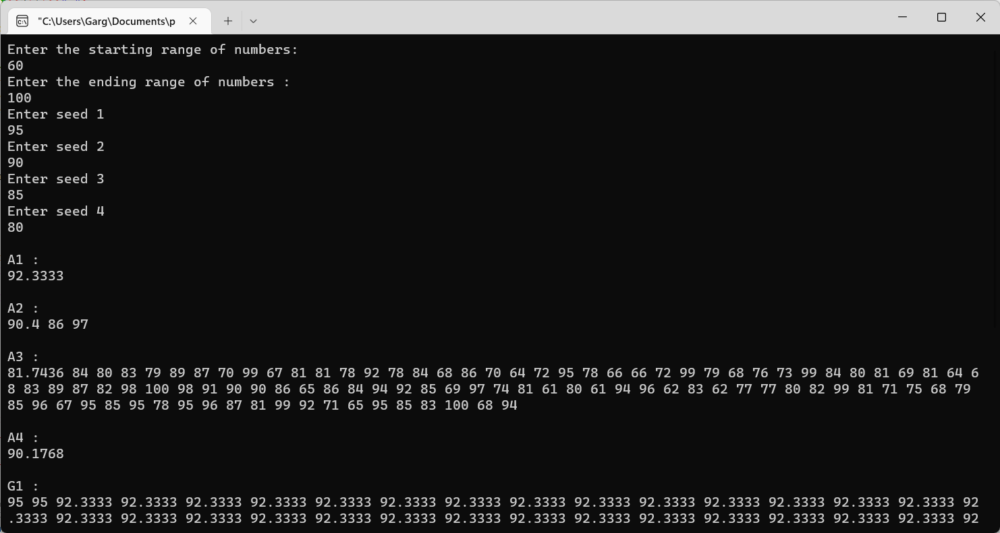 "C:\Users\Garg\Documents\p
Enter the starting range of numbers:
60
Enter the ending range of numbers :
100
Enter seed 1
95
Enter seed 2
90
Enter seed 3
85
Enter seed 4
80
A1 :
92.3333
A2 :
90.4 86 97
A3 :
81.7436 84 80 83 79 89 87 70 99 67 81 81 78 92 78 84 68 86 70 64 72 95 78 66 66 72 99 79 68 76 73 99 84 80 81 69 81 64 6
8 83 89 87 82 98 100 98 91 90 90 86 65 86 84 94 92 85 69 97 74 81 61 80 61 94 96 62 83 62 77 77 80 82 99 81 71 75 68 79
85 96 67 95 85 95 78 95 96 87 81 99 92 71 65 95 85 83 100 68 94
A4 :
90.1768
G1 :
95 95 92.3333 92.3333 92.3333 92.3333 92.3333 92.3333 92.3333 92.3333 92.3333 92.3333 92.3333 92.3333 92.3333 92.3333 92
.3333 92.3333 92.3333 92.3333 92.3333 92.3333 92.3333 92.3333 92.3333 92.3333 92.3333 92.3333 92.3333 92.3333 92.3333 92